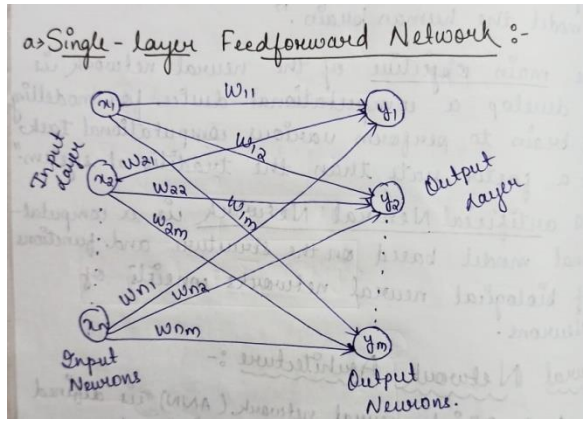 a) Single-layer Feedforward Network :-
x1
w11
y1
w12
w21
Input
Layer
x2
w22
w1m
y2
Output
Layer
w2m
wn1
wn2
xn
wnm
ym
Input
Neurons
Output
Neurons.